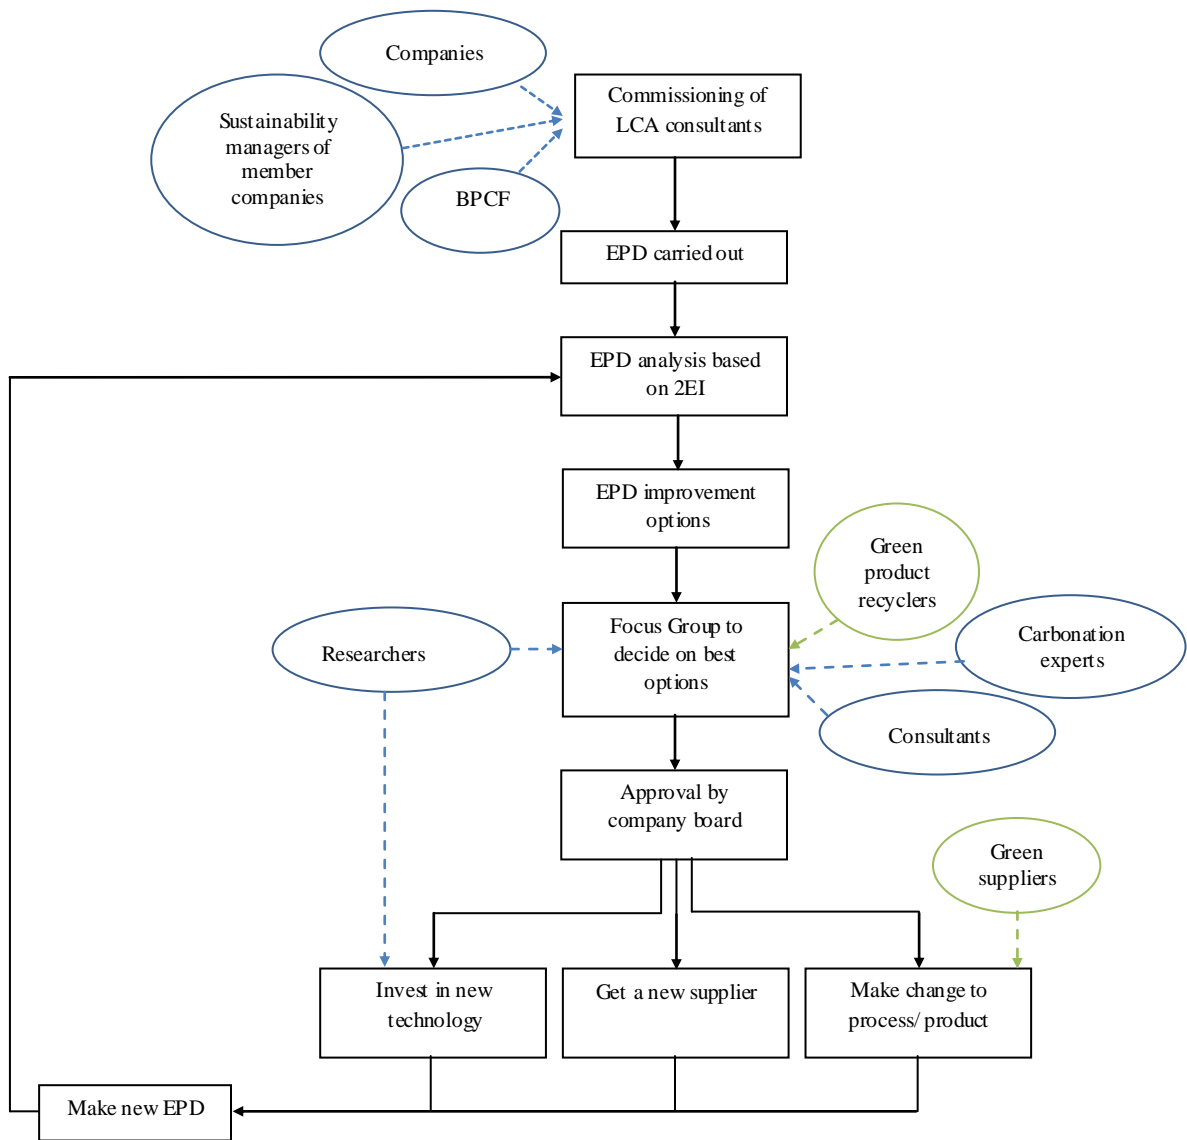 Companies
Commissioning of
LCA consultants
Sustainability
managers of
member
companies
BPCF
EPD carried out
EPD analysis based
on 2EI
EPD improvement
options
Green
product
recyclers
Researchers
Focus Group to
decide on best
options
Carbonation
experts
Consultants
Approval by
company board
Green
suppliers
Invest in new
technology
Get a new supplier
Make change to
process/ product
Make new EPD